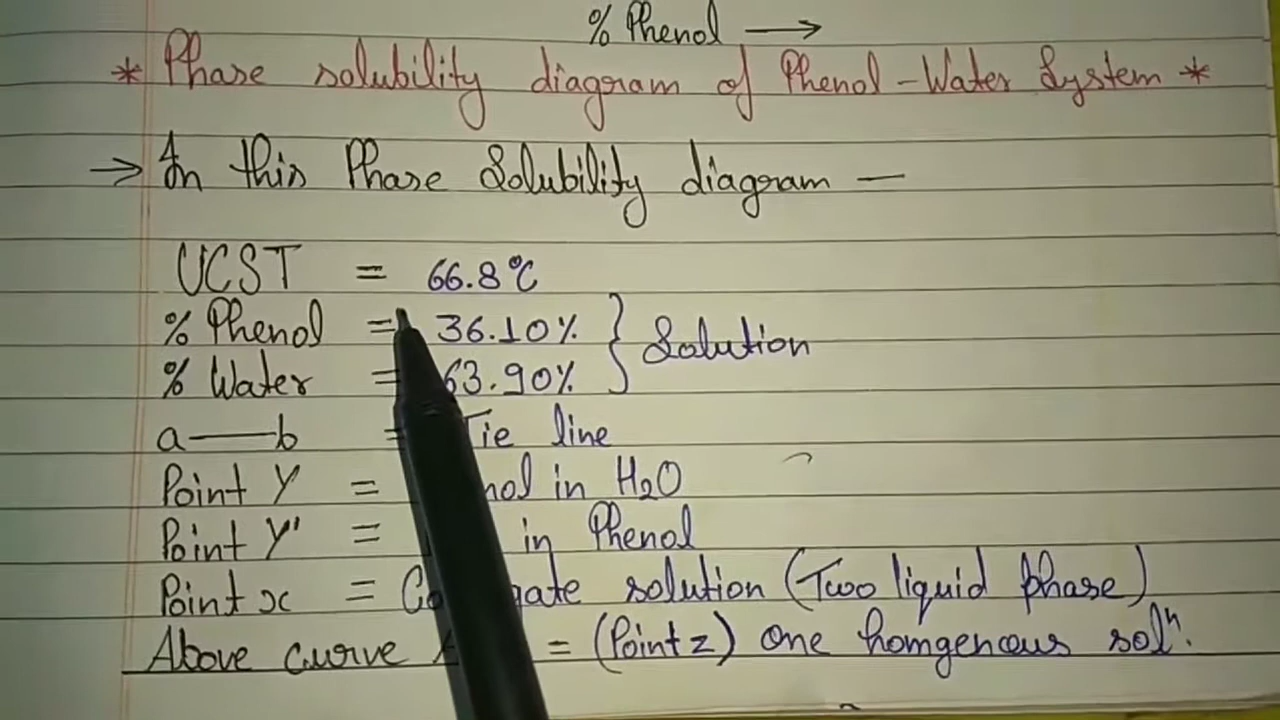 % Phenol →
* Phase solubility diagram of Phenol-Water System *
→ In this Phase Solubility diagram —
UCST = 66.8°C
% Phenol = 36.10% } Solution
% Water = 63.90%
a——b = Tie line
Point Y = in H₂O
Point Y' = in Phenol
Point x = solution (Two liquid phase)
Above curve = (Point z) one homgenous solⁿ.